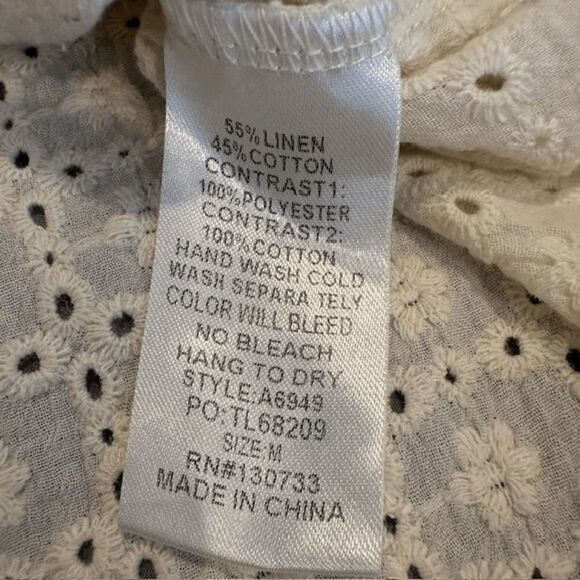 55%LINEN
45%COTTON
CONTRAST1:
100%POLYESTER
CONTRAST2:
100%COTTON
HAND WASH COLD
WASH SEPARA TELY
COLOR WILL BLEED
NO BLEACH
HANG TO DRY
STYLE:A6949
PO:TL68209
SIZE:M
RN#130733
MADE IN CHINA